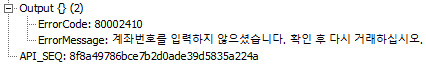 Output {} (2)
ErrorCode: 80002410
ErrorMessage: 계좌번호를 입력하지 않으셨습니다. 확인 후 다시 거래하십시오.
API_SEQ: 8f8a49786bce7b2d0ade39d5835a224a